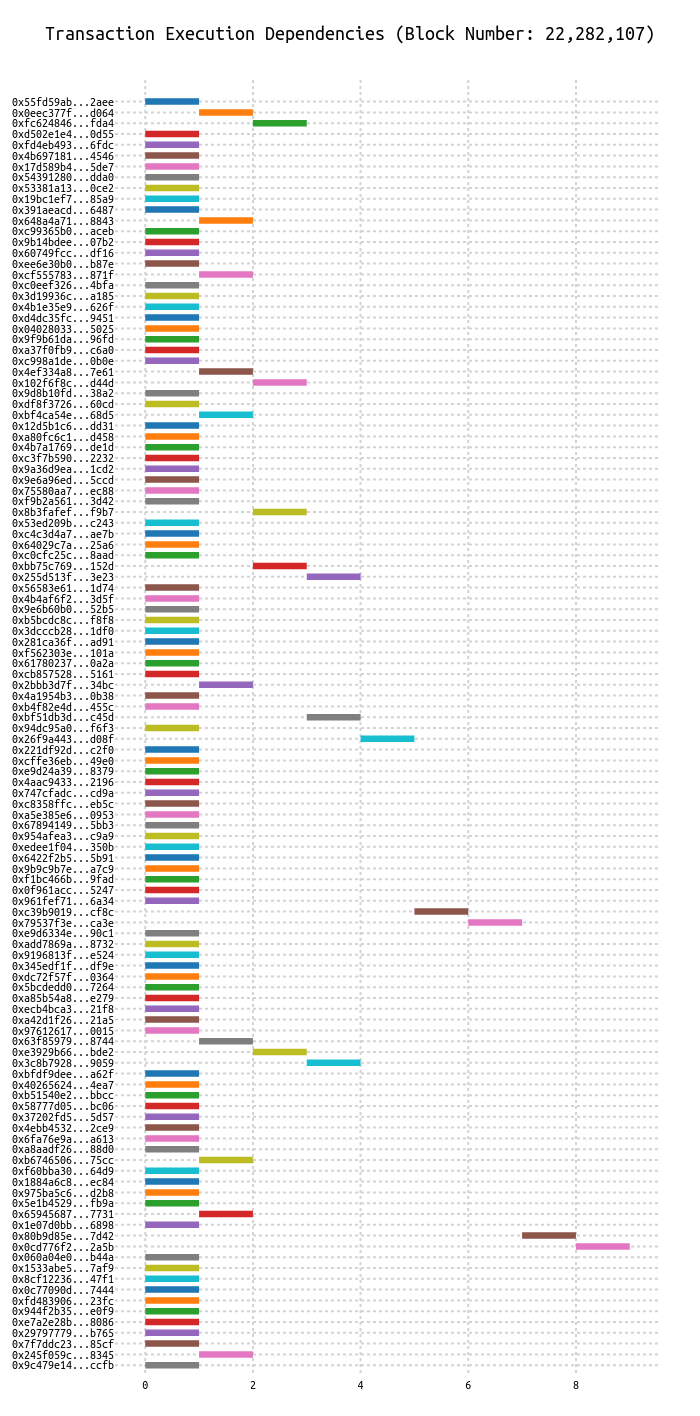 Transaction Execution Dependencies (Block Number: 22,282,107)
0x55fd59ab...2aee
0x0eec377f...d064
0xfc624846...fda4
0xd502e1e4...0d55
0xfd4eb493...6fdc
0x4b697181...4546
0x17d589b4...5de7
0x54391280...dda0
0x53381a13...0ce2
0x19bc1ef7...85a9
0x391aeacd...6487
0x648a4a71...8843
0xc99365b0...aceb
0x9b14bdee...07b2
0x60749fcc...df16
0xee6e30b0...b87e
0xcf555783...871f
0xc0eef326...4bfa
0x3d19936c...a185
0x4b1e35e9...626f
0xd4dc35fc...9451
0x04028033...5025
0x9f9b61da...96fd
0xa37f0fb9...c6a0
0xc998a1de...0b0e
0x4ef334a8...7e61
0x102f6f8c...d44d
0x9d8b10fd...38a2
0xdf8f3726...60cd
0xbf4ca54e...68d5
0x12d5b1c6...dd31
0xa80fc6c1...d458
0x4b7a1769...de1d
0xc3f7b590...2232
0x9a36d9ea...1cd2
0x9e6a96ed...5ccd
0x75580aa7...ec88
0xf9b2a561...3d42
0x8b3fafef...f9b7
0x53ed209b...c243
0xc4c3d4a7...ae7b
0x64029c7a...25a6
0xc0cfc25c...8aad
0xbb75c769...152d
0x255d513f...3e23
0x56583e61...1d74
0x4b4af6f2...3d5f
0x9e6b60b0...52b5
0xb5bcdc8c...f8f8
0x3dcccb28...1df0
0x281ca36f...ad91
0xf562303e...101a
0x61780237...0a2a
0xcb857528...5161
0x2bbb3d7f...34bc
0x4a1954b3...0b38
0xb4f82e4d...455c
0xbf51db3d...c45d
0x94dc95a0...f6f3
0x26f9a443...d08f
0x221df92d...c2f0
0xcffe36eb...49e0
0xe9d24a39...8379
0x4aac9433...2196
0x747cfadc...cd9a
0xc8358ffc...eb5c
0xa5e385e6...0953
0x67894149...5bb3
0x954afea3...c9a9
0xedee1f04...350b
0x6422f2b5...5b91
0x9b9c9b7e...a7c9
0xf1bc466b...9fad
0x0f961acc...5247
0x961fef71...6a34
0xc39b9019...cf8c
0x79537f3e...ca3e
0xe9d6334e...90c1
0xadd7869a...8732
0x9196813f...e524
0x345edf1f...df9e
0xdc72f57f...0364
0x5bcdedd0...7264
0xa85b54a8...e279
0xecb4bca3...21f8
0xa42d1f26...21a5
0x97612617...0015
0x63f85979...8744
0xe3929b66...bde2
0x3c8b7928...9059
0xbfdf9dee...a62f
0x40265624...4ea7
0xb51540e2...bbcc
0x58777d05...bc06
0x37202fd5...5d57
0x4ebb4532...2ce9
0x6fa76e9a...a613
0xa8aadf26...88d0
0xb6746506...75cc
0xf60bba30...64d9
0x1884a6c8...ec84
0x975ba5c6...d2b8
0x5e1b4529...fb9a
0x65945687...7731
0x1e07d0bb...6898
0x80b9d85e...7d42
0x0cd776f2...2a5b
0x060a04e0...b44a
0x1533abe5...7af9
0x8cf12236...47f1
0x0c77090d...7444
0xfd483906...23fc
0x944f2b35...e0f9
0xe7a2e28b...8086
0x29797779...b765
0x7f7ddc23...85cf
0x245f059c...8345
0x9c479e14...ccfb
0 2 4 6 8